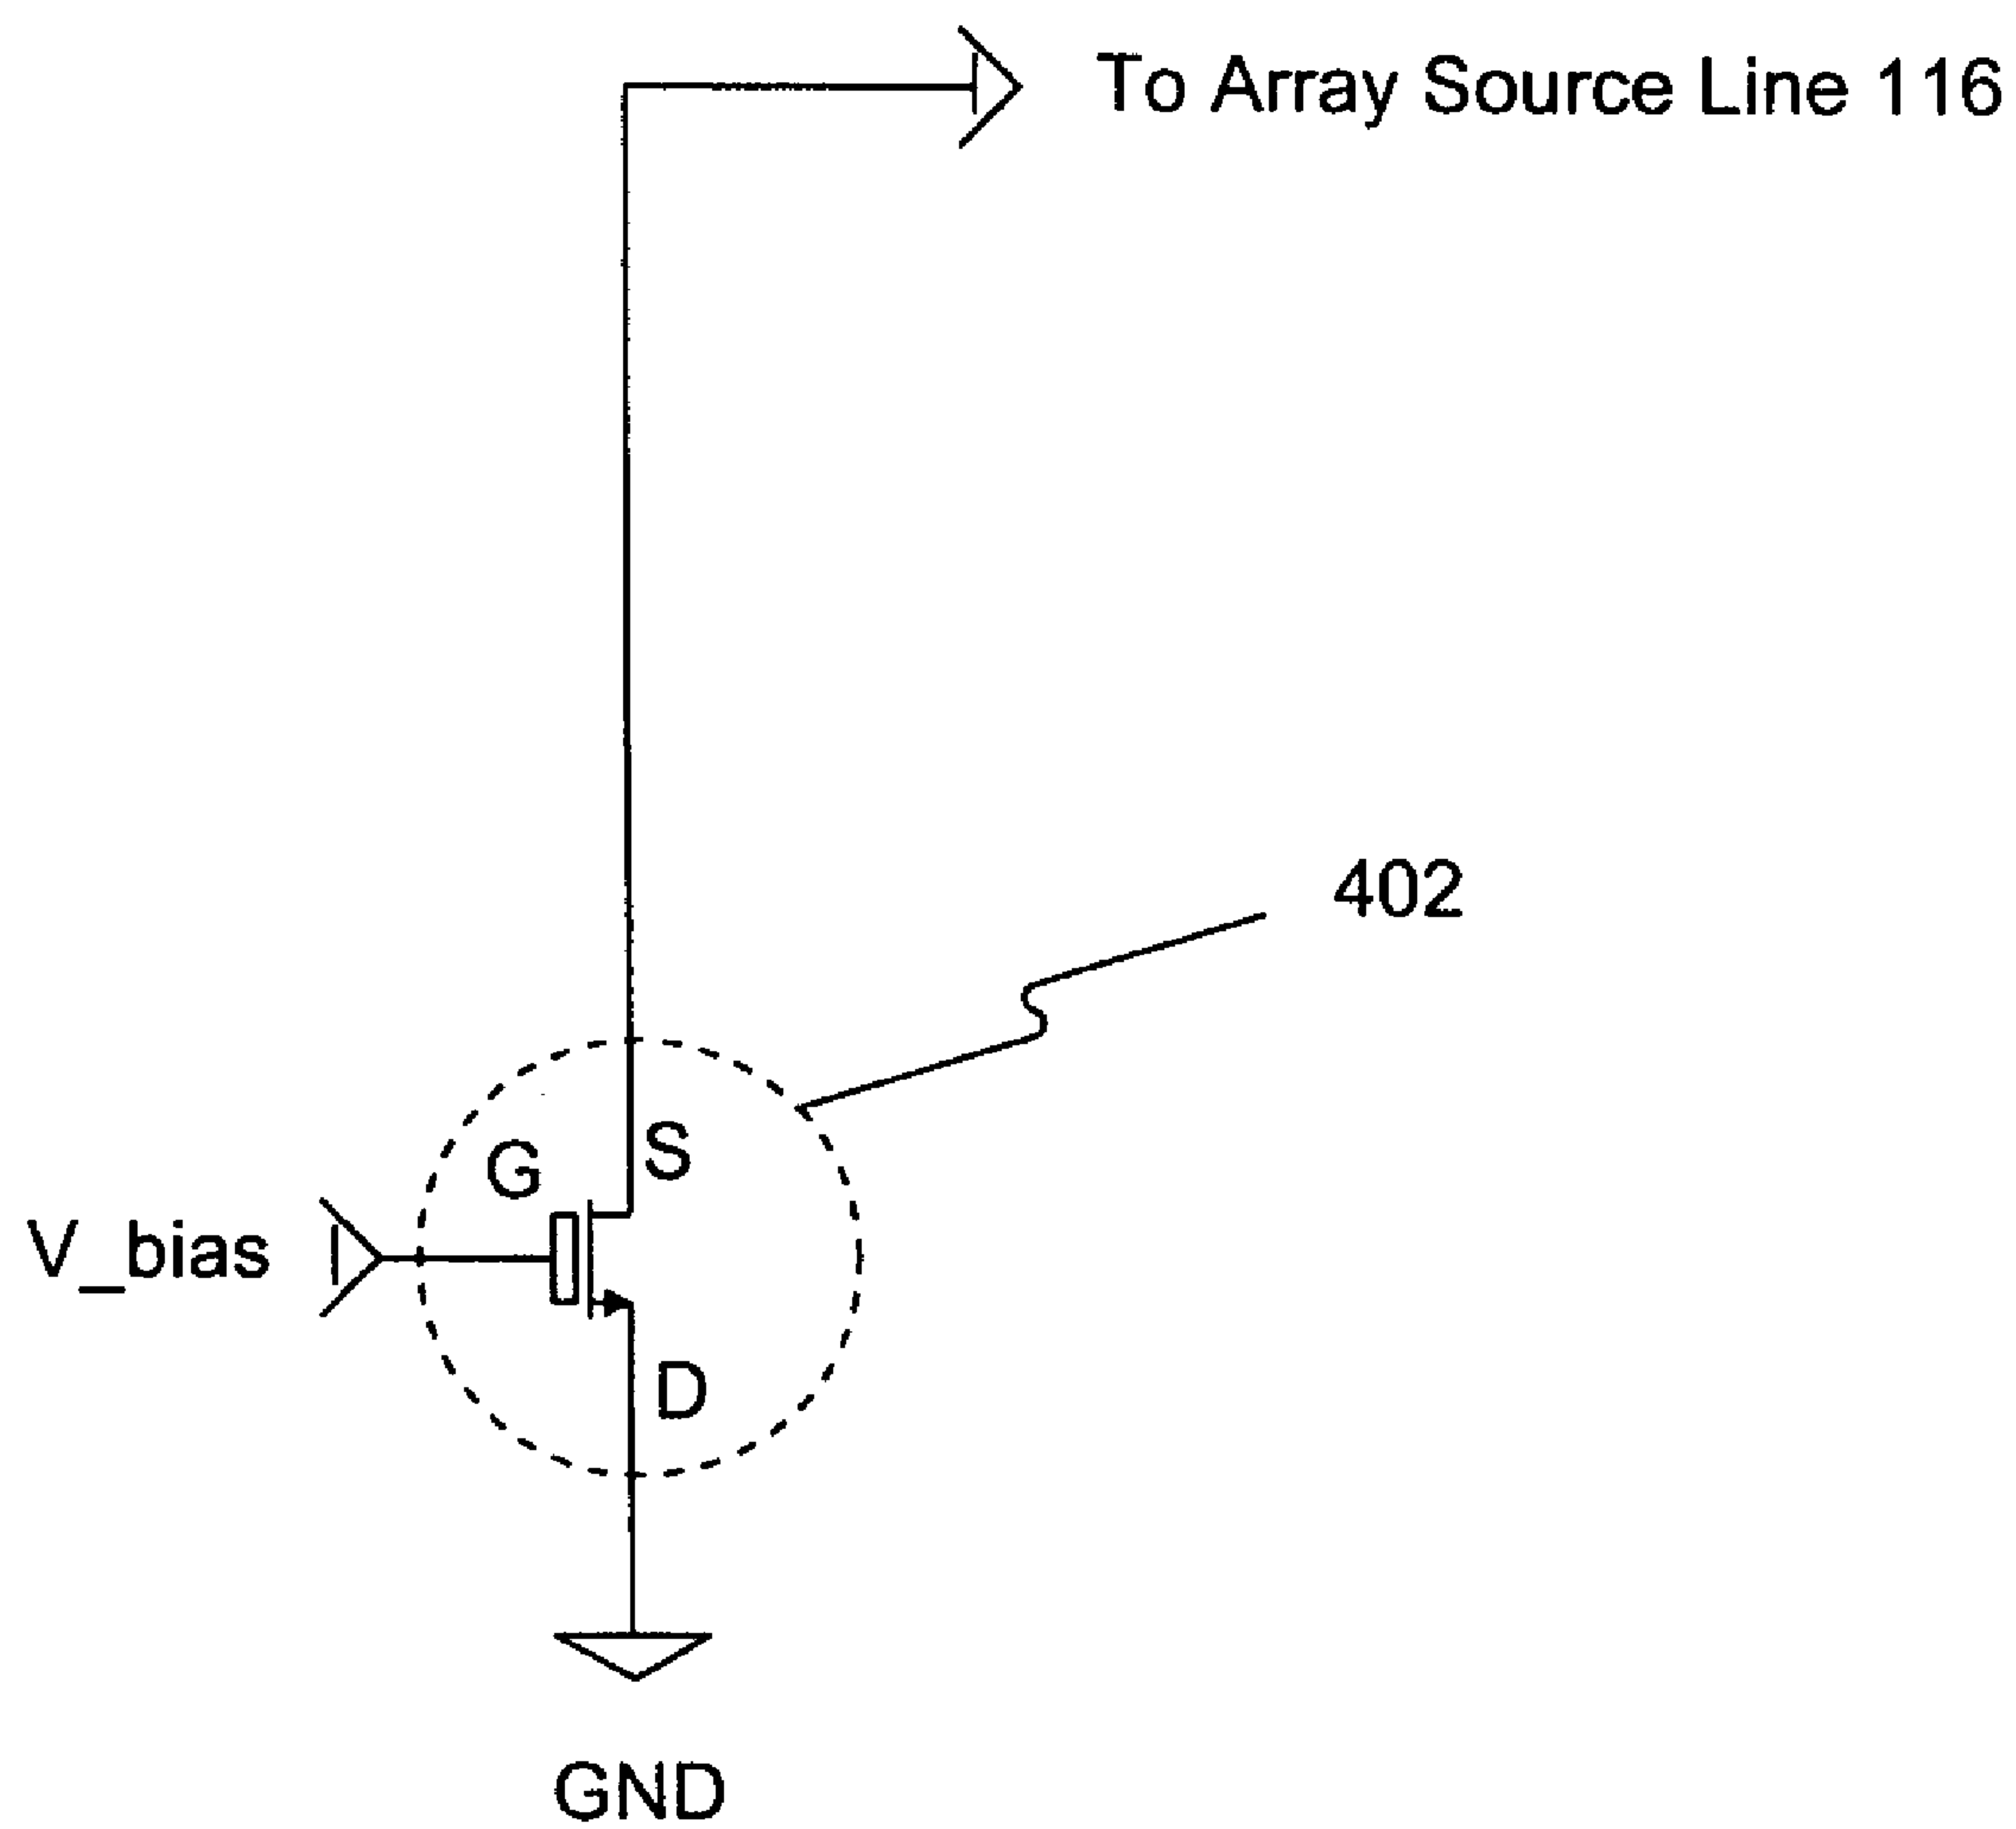 To Array Source Line 116
402
G
S
V_bias
D
GND